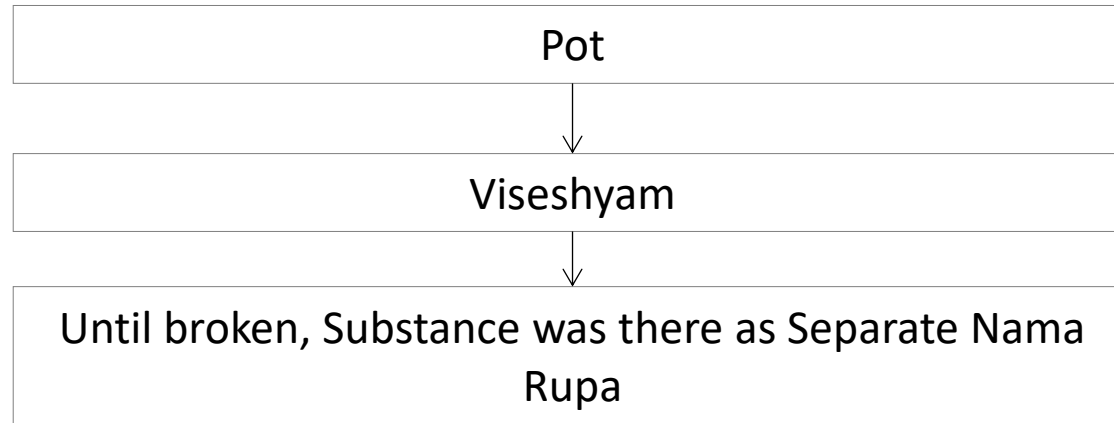 Pot
Viseshyam
Until broken, Substance was there as Separate Nama
Rupa